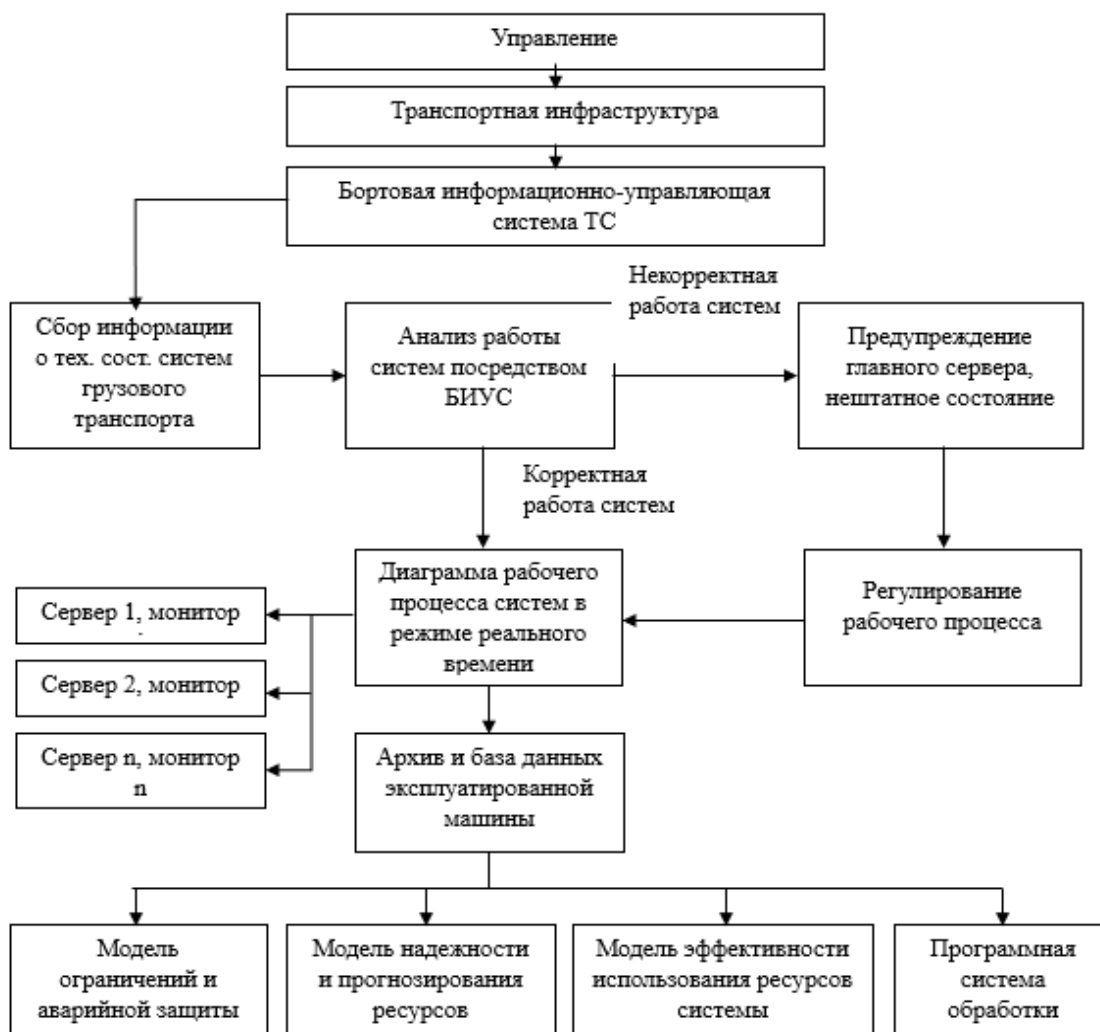 Управление
Транспортная инфраструктура
Бортовая информационно-управляющая
система ТС
Сбор информации
о тех. сост. систем
грузового
транспорта
Анализ работы
систем посредством
БИУС
Некорректная
работа систем
Предупреждение
главного сервера,
нештатное состояние
Корректная
работа систем
Диаграмма рабочего
процесса систем в
режиме реального
времени
Регулирование
рабочего процесса
Сервер 1, монитор
Сервер 2, монитор
Сервер n, монитор
n
Архив и база данных
эксплуатированной
машины
Модель
ограничений и
аварийной защиты
Модель надежности
и прогнозирования
ресурсов
Модель эффективности
использования ресурсов
системы
Программная
система
обработки